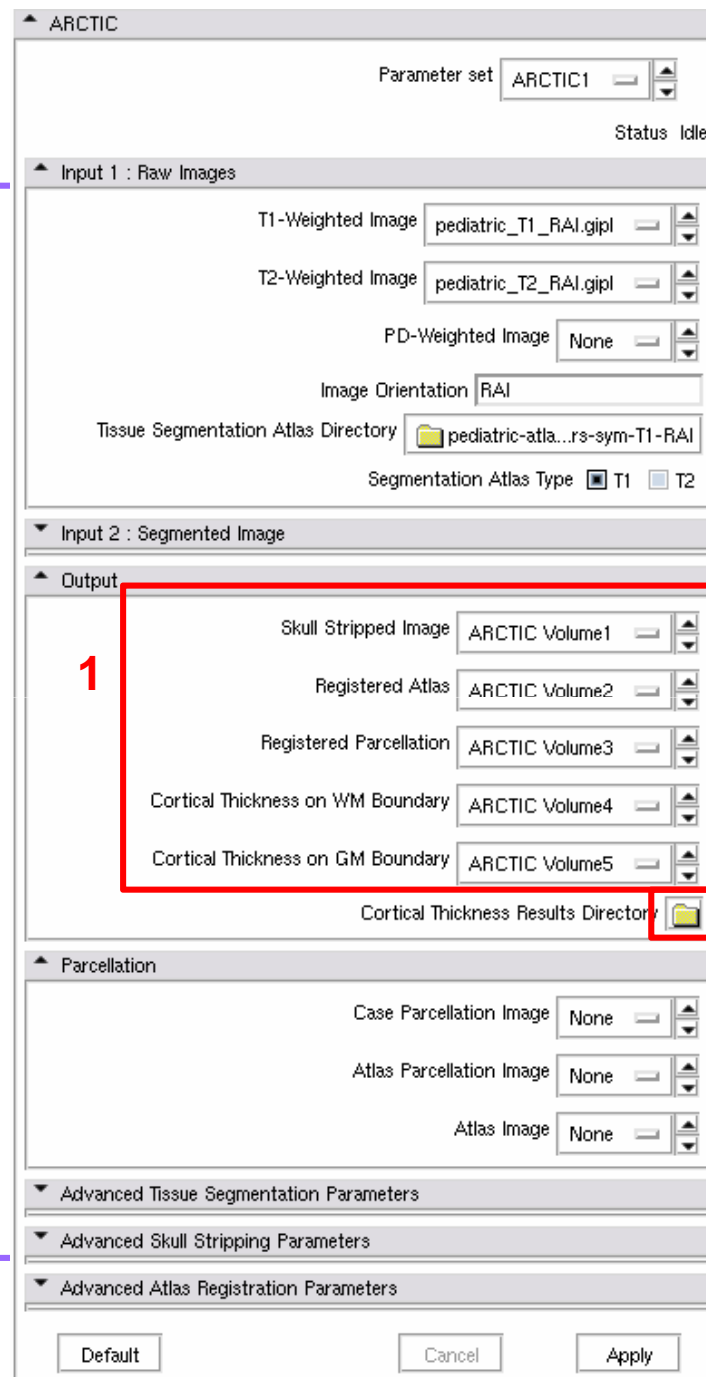 ARCTIC
Parameter set ARCTIC1
Status Idle
Input 1 : Raw Images
T1-Weighted Image pediatric_T1_RAI.gipl
T2-Weighted Image pediatric_T2_RAI.gipl
PD-Weighted Image None
Image Orientation RAI
Tissue Segmentation Atlas Directory pediatric-atla...rs-sym-T1-RAI
Segmentation Atlas Type T1 T2
Input 2 : Segmented Image
Output
Skull Stripped Image ARCTIC Volume1
1
Registered Atlas ARCTIC Volume2
Registered Parcellation ARCTIC Volume3
Cortical Thickness on WM Boundary ARCTIC Volume4
Cortical Thickness on GM Boundary ARCTIC Volume5
Cortical Thickness Results Directory
Parcellation
Case Parcellation Image None
Atlas Parcellation Image None
Atlas Image None
Advanced Tissue Segmentation Parameters
Advanced Skull Stripping Parameters
Advanced Atlas Registration Parameters
Default Cancel Apply